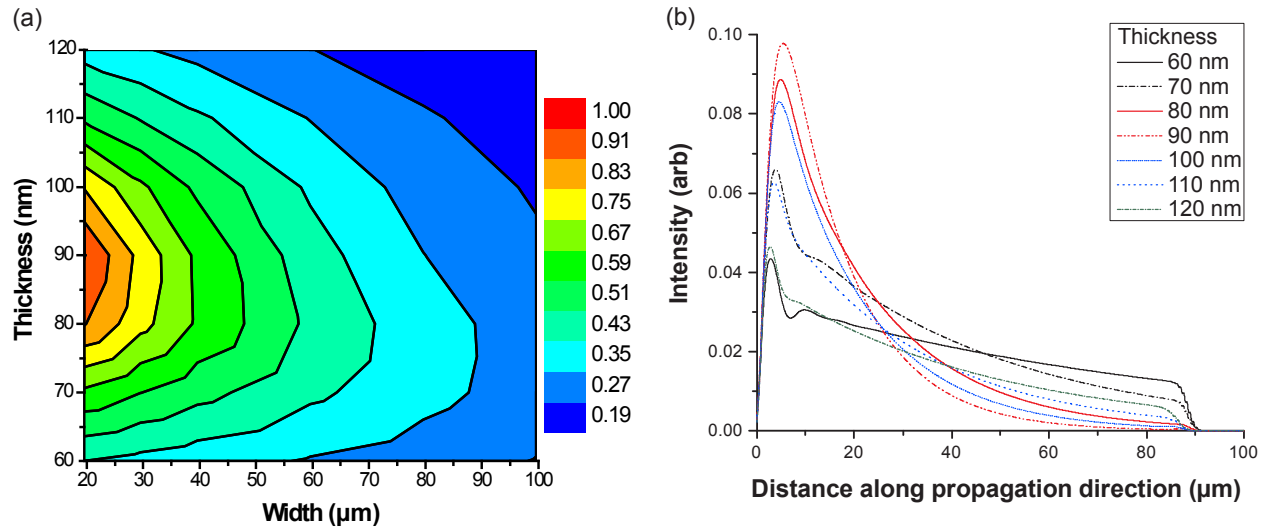 (a)
120
110
100
90
80
70
60
Thickness (nm)
20 30 40 50 60 70 80 90 100
Width (µm)
1.00
0.91
0.83
0.75
0.67
0.59
0.51
0.43
0.35
0.27
0.19
(b)
0.10
0.08
0.06
0.04
0.02
0.00
Intensity (arb)
0 20 40 60 80 100
Distance along propagation direction (µm)
Thickness
60 nm
70 nm
80 nm
90 nm
100 nm
110 nm
120 nm